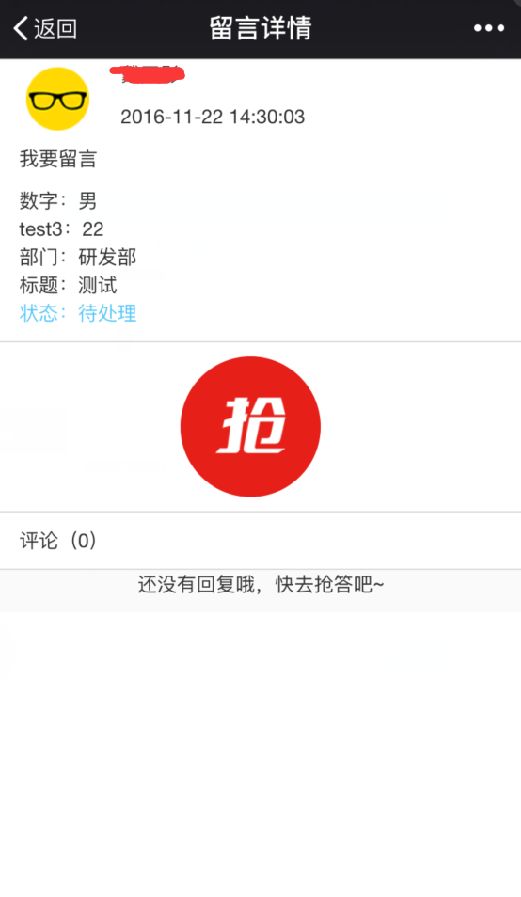 返回
留言详情
2016-11-22 14:30:03
我要留言
数字：男
test3：22
部门：研发部
标题：测试
状态：待处理
抢
评论（0）
还没有回复哦，快去抢答吧~